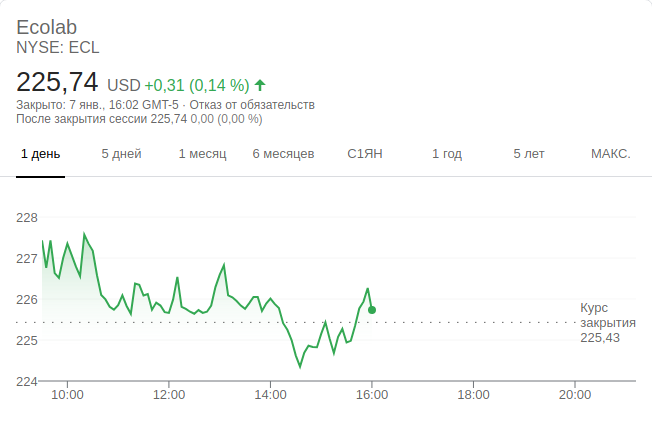 Ecolab
NYSE: ECL
225,74 USD +0,31 (0,14 %)
Закрыто: 7 янв., 16:02 GMT-5 · Отказ от обязательств
После закрытия сессии 225,74 0,00 (0,00 %)
1 день 5 дней 1 месяц 6 месяцев С1ЯН 1 год 5 лет МАКС.
228
227
226
225
224
Курс
закрытия
225,43
10:00 12:00 14:00 16:00 18:00 20:00